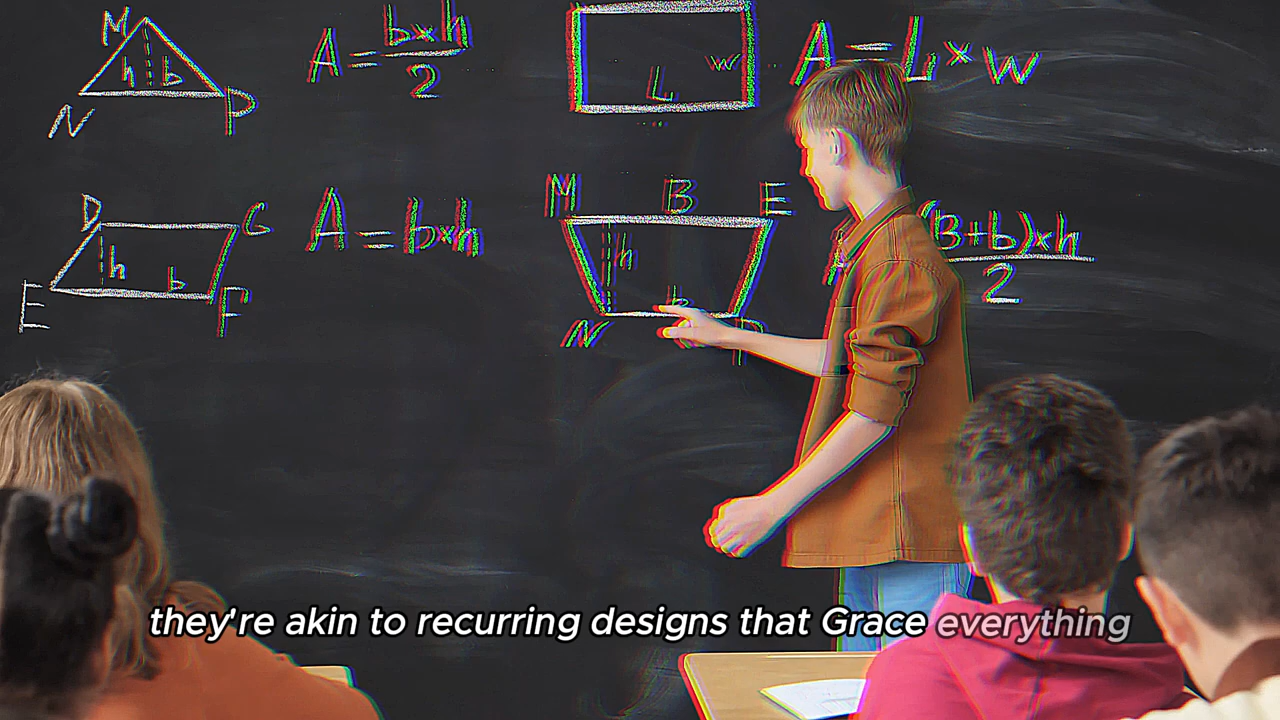 M
h b
N P
A = b×h
2
w
L
A = L × w
D G
h
b
E F
A = b×h
M B E
h
b
N
(B+b)×h
2
they're akin to recurring designs that Grace everything